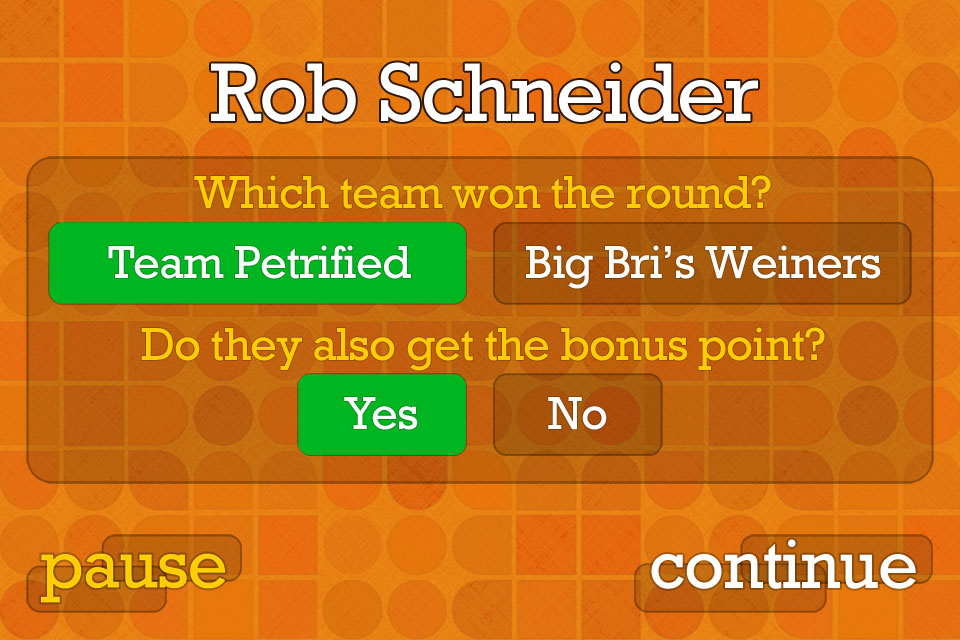 Rob Schneider
Which team won the round?
Team Petrified Big Bri's Weiners
Do they also get the bonus point?
Yes No
pause continue